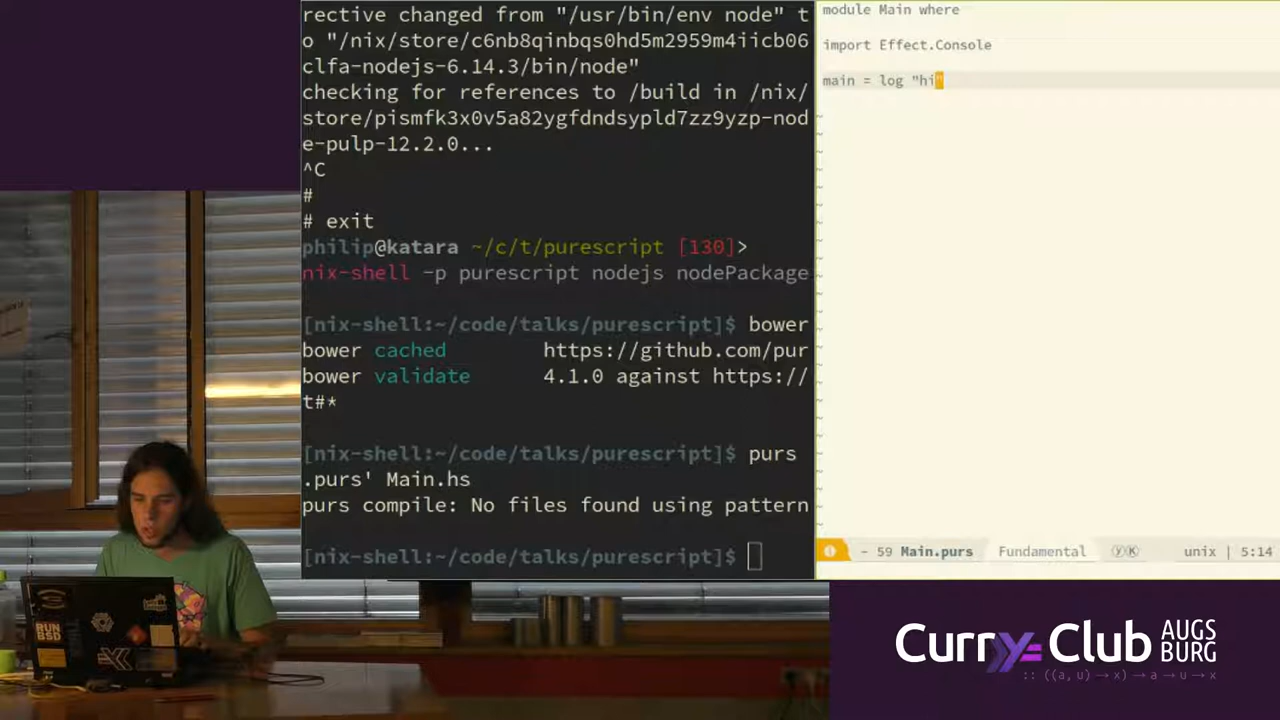 rective changed from "/usr/bin/env node" t
o "/nix/store/c6nb8qinbqs0hd5m2959m4iicb06
clfa-nodejs-6.14.3/bin/node"
checking for references to /build in /nix/
store/pismfk3x0v5a82ygfdndsypld7zz9yzp-nod
e-pulp-12.2.0...
^C
#
# exit
philip@katara ~/c/t/purescript [130]>
nix-shell -p purescript nodejs nodePackage
[nix-shell:~/code/talks/purescript]$ bower
bower cached https://github.com/pur
bower validate 4.1.0 against https://
t#*
[nix-shell:~/code/talks/purescript]$ purs
.purs' Main.hs
purs compile: No files found using pattern
[nix-shell:~/code/talks/purescript]$
module Main where
import Effect.Console
main = log "hi"
~
~
~
~
~
~
~
~
~
~
~
~
- 59 Main.purs Fundamental ⓨⓀ unix | 5:14
RUN
BSD
Curry Club AUGS
BURG
:: ((a, u) → x) → a → u → x